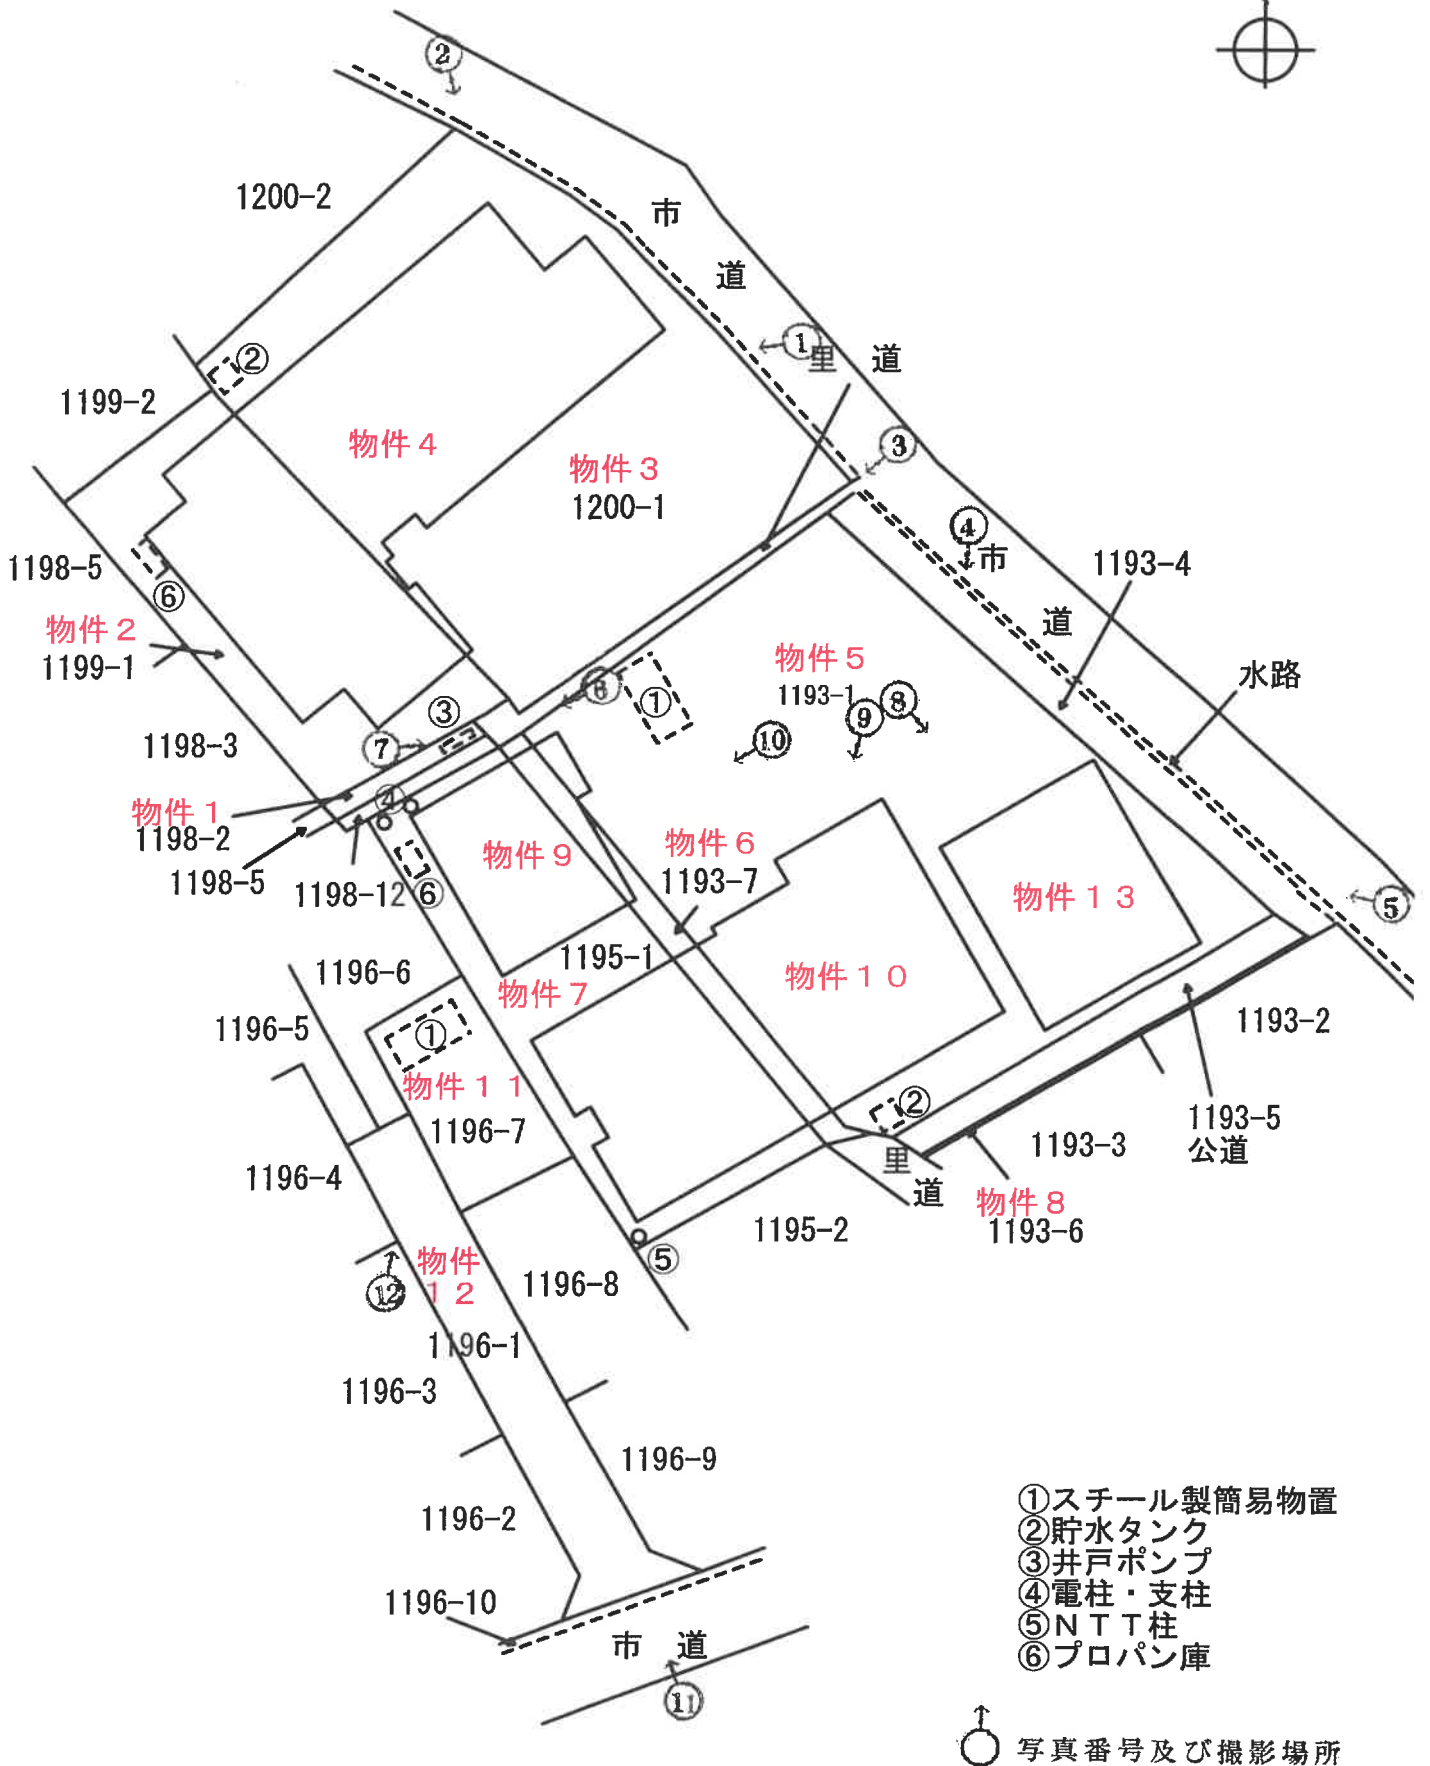 ②
1200-2
市
道
①
里 道
②
1199-2
物件４
③
物件３
1200-1
④
市
1193-4
1198-5
⑥
道
物件２
1199-1
物件５
1193-1
水路
⑥
①
⑨
⑧
③
⑦
⑩
1198-3
物件１
1198-2
④
1198-5
1198-12
⑥
物件９
物件６
1193-7
物件１３
⑤
1195-1
1196-6
物件７
物件１０
1196-5
①
1193-2
物件１１
1196-7
②
1193-5
公道
1193-3
里
道
1196-4
物件８
1193-6
1195-2
⑤
物件
１２
⑫
1196-8
1196-1
1196-3
1196-9
1196-2
1196-10
市 道
⑪
①スチール製簡易物置
②貯水タンク
③井戸ポンプ
④電柱・支柱
⑤ＮＴＴ柱
⑥プロパン庫
写真番号及び撮影場所